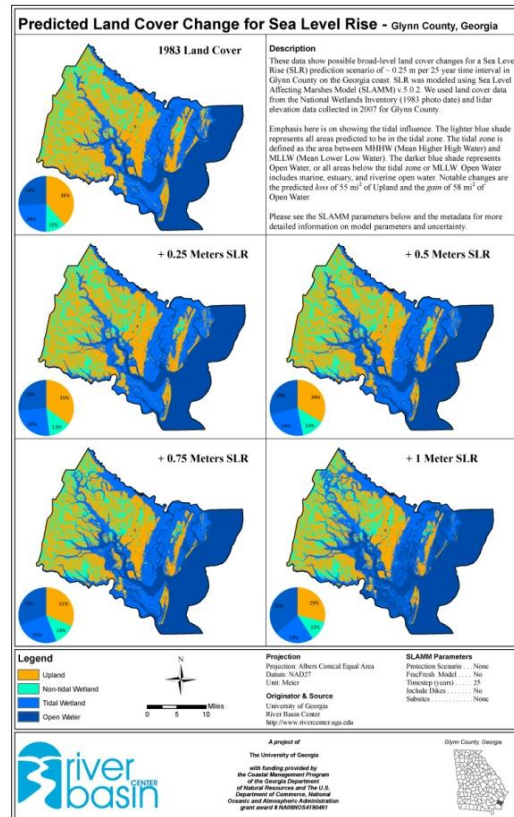 Predicted Land Cover Change for Sea Level Rise - Glynn County, Georgia
1983 Land Cover
Description
These data show possible broad-level land cover changes for a Sea Level
Rise (SLR) prediction scenario of ~ 0.25 m per 25 year time interval in
Glynn County on the Georgia coast. SLR was modeled using Sea Level
Affecting Marshes Model (SLAMM) v.5.0.2. We used land cover data
from the National Wetlands Inventory (1983 photo date) and lidar
elevation data collected in 2007 for Glynn County.
Emphasis here is on showing the tidal influence. The lighter blue shade
represents all areas predicted to be in the tidal zone. The tidal zone is
defined as the area between MHHW (Mean Higher High Water) and
MLLW (Mean Lower Low Water). The darker blue shade represents
Open Water, or all areas below the tidal zone or MLLW. Open Water
includes marine, estuary, and riverine open water. Notable changes are
the predicted loss of 55 mi² of Upland and the gain of 58 mi² of
Open Water.
Please see the SLAMM parameters below and the metadata for more
detailed information on model parameters and uncertainty.
+ 0.25 Meters SLR
+ 0.5 Meters SLR
34%
+ 0.75 Meters SLR
+ 1 Meter SLR
Legend
Upland
Non-tidal Wetland
Tidal Wetland
Open Water
N
0 5 10 Miles
Projection
Projection: Albers Conical Equal Area
Datum: NAD27
Unit: Meter
Originator & Source
University of Georgia
River Basin Center
http://www.rivercenter.uga.edu
SLAMM Parameters
Protection Scenario . . . None
FracFresh Model . . . . No
Timestep (years) . . . . . 25
Include Dikes . . . . . . . No
Subsites . . . . . . . . . . . None
river
basin
CENTER
A project of
The University of Georgia
with funding provided by
the Coastal Management Program
of the Georgia Department
of Natural Resources and The U.S.
Department of Commerce, National
Oceanic and Atmospheric Administration
grant award # NA08NOS4190461
Glynn County, Georgia